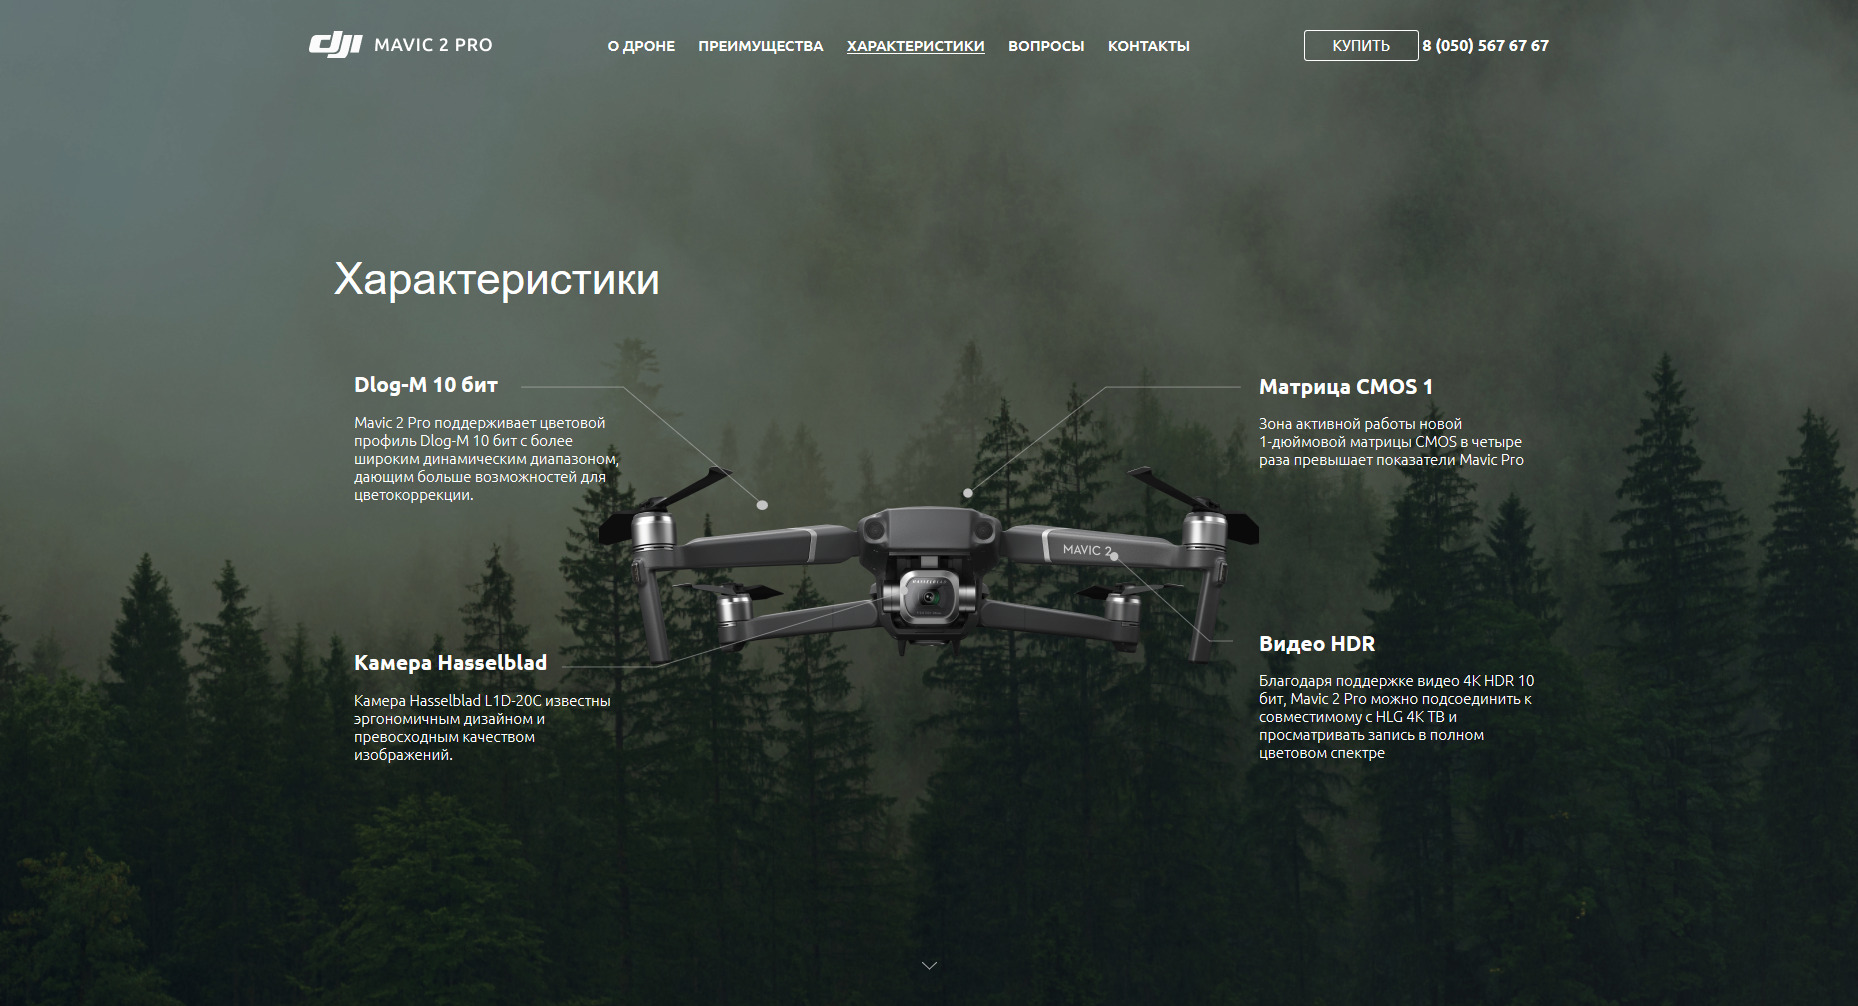 dji MAVIC 2 PRO
О ДРОНЕ ПРЕИМУЩЕСТВА ХАРАКТЕРИСТИКИ ВОПРОСЫ КОНТАКТЫ
КУПИТЬ 8 (050) 567 67 67
Характеристики
Dlog-M 10 бит
Mavic 2 Pro поддерживает цветовой
профиль Dlog-M 10 бит с более
широким динамическим диапазоном,
дающим больше возможностей для
цветокоррекции.
Матрица CMOS 1
Зона активной работы новой
1-дюймовой матрицы CMOS в четыре
раза превышает показатели Mavic Pro
MAVIC 2
HASSELBLAD
Камера Hasselblad
Камера Hasselblad L1D-20C известны
эргономичным дизайном и
превосходным качеством
изображений.
Видео HDR
Благодаря поддержке видео 4K HDR 10
бит, Mavic 2 Pro можно подсоединить к
совместимому с HLG 4K ТВ и
просматривать запись в полном
цветовом спектре